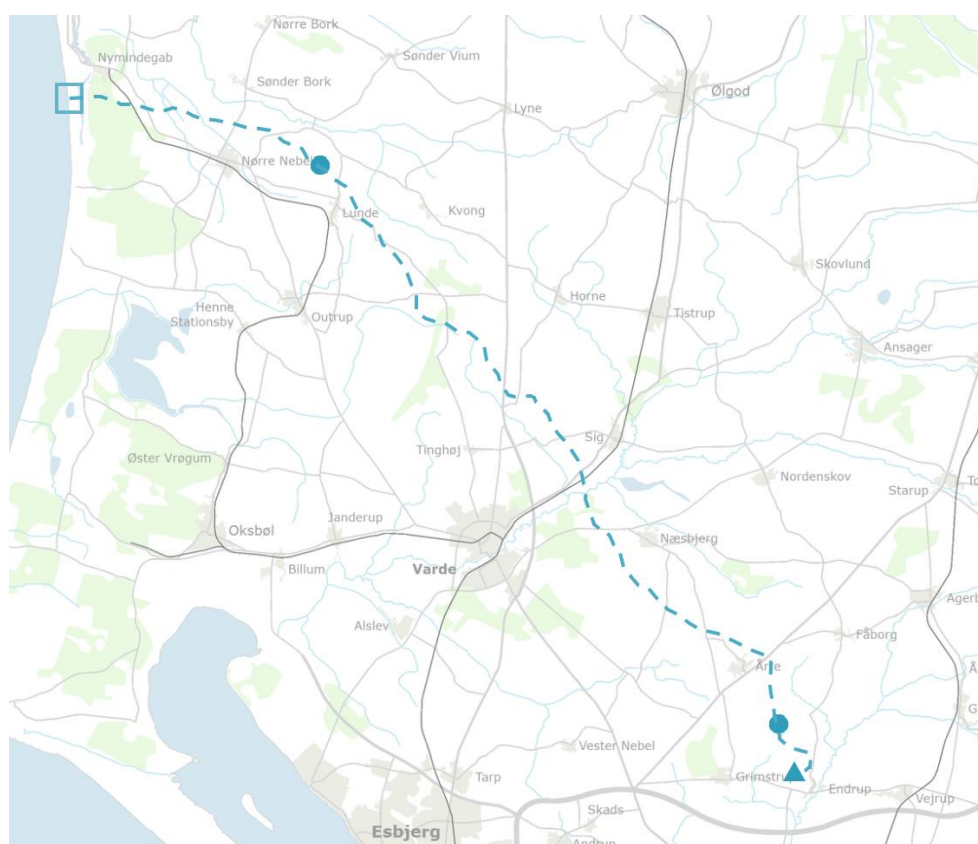 Nørre Bork
Sønder Vium
Nymindegab
Sønder Bork
Ølgod
Lyne
Nørre Nebel
Lunde
Kvong
Skovlund
Henne
Stationsby
Outrup
Horne
Tistrup
Ansager
Sig
Tinghøj
Øster Vrøgum
Nordenskov
Starup
Oksbøl
Janderup
Næsbjerg
Varde
Billum
Alslev
Fåborg
Årre
Vester Nebel
Tarp
Grimstrup
Endrup
Vejrup
Skads
Esbjerg
Andrup